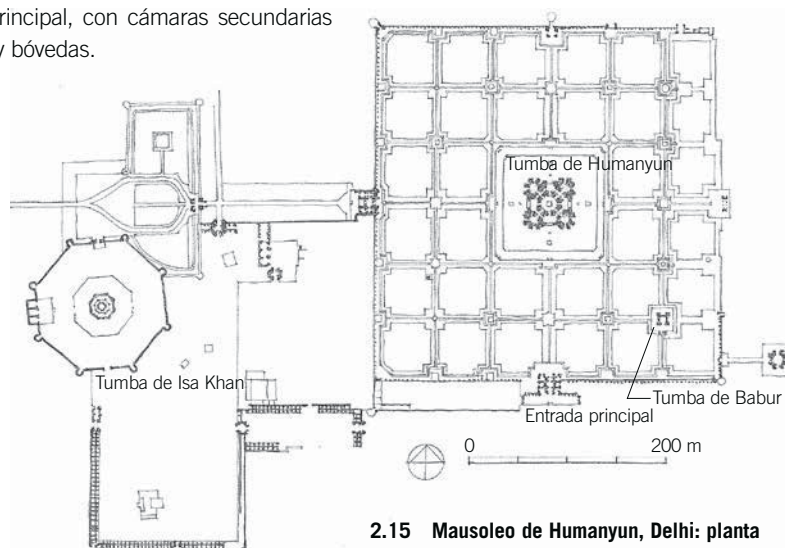 rincipal, con cámaras secundarias
y bóvedas.
Tumba de Humanyun
Tumba de Isa Khan
Tumba de Babur
Entrada principal
0 200 m
2.15 Mausoleo de Humanyun, Delhi: planta